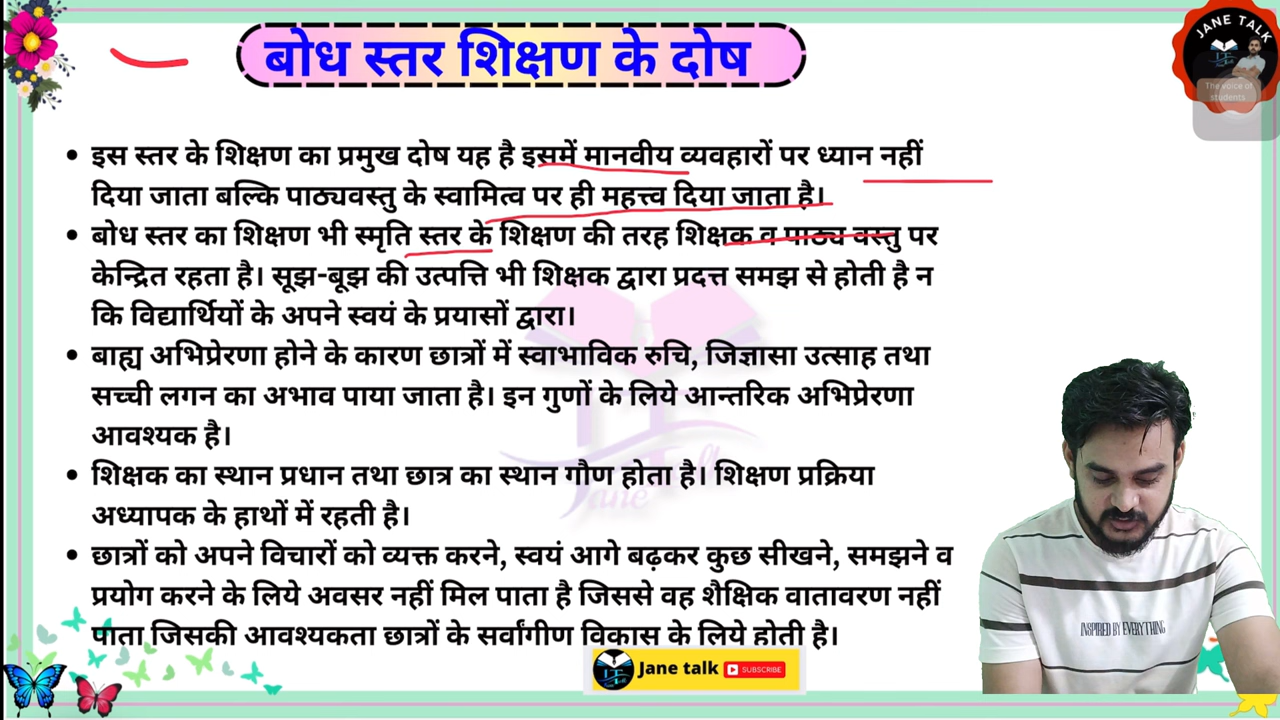 बोध स्तर शिक्षण के दोष
JANE TALK
The voice of
students
• इस स्तर के शिक्षण का प्रमुख दोष यह है इसमें मानवीय व्यवहारों पर ध्यान नहीं
दिया जाता बल्कि पाठ्यवस्तु के स्वामित्व पर ही महत्त्व दिया जाता है।
• बोध स्तर का शिक्षण भी स्मृति स्तर के शिक्षण की तरह शिक्षक व पाठ्य वस्तु पर
केन्द्रित रहता है। सूझ-बूझ की उत्पत्ति भी शिक्षक द्वारा प्रदत्त समझ से होती है न
कि विद्यार्थियों के अपने स्वयं के प्रयासों द्वारा।
• बाह्य अभिप्रेरणा होने के कारण छात्रों में स्वाभाविक रुचि, जिज्ञासा उत्साह तथा
सच्ची लगन का अभाव पाया जाता है। इन गुणों के लिये आन्तरिक अभिप्रेरणा
आवश्यक है।
• शिक्षक का स्थान प्रधान तथा छात्र का स्थान गौण होता है। शिक्षण प्रक्रिया
अध्यापक के हाथों में रहती है।
• छात्रों को अपने विचारों को व्यक्त करने, स्वयं आगे बढ़कर कुछ सीखने, समझने व
प्रयोग करने के लिये अवसर नहीं मिल पाता है जिससे वह शैक्षिक वातावरण नहीं
पाता जिसकी आवश्यकता छात्रों के सर्वांगीण विकास के लिये होती है।
INSPIRED BY EVERYTHING
Jane talk SUBSCRIBE